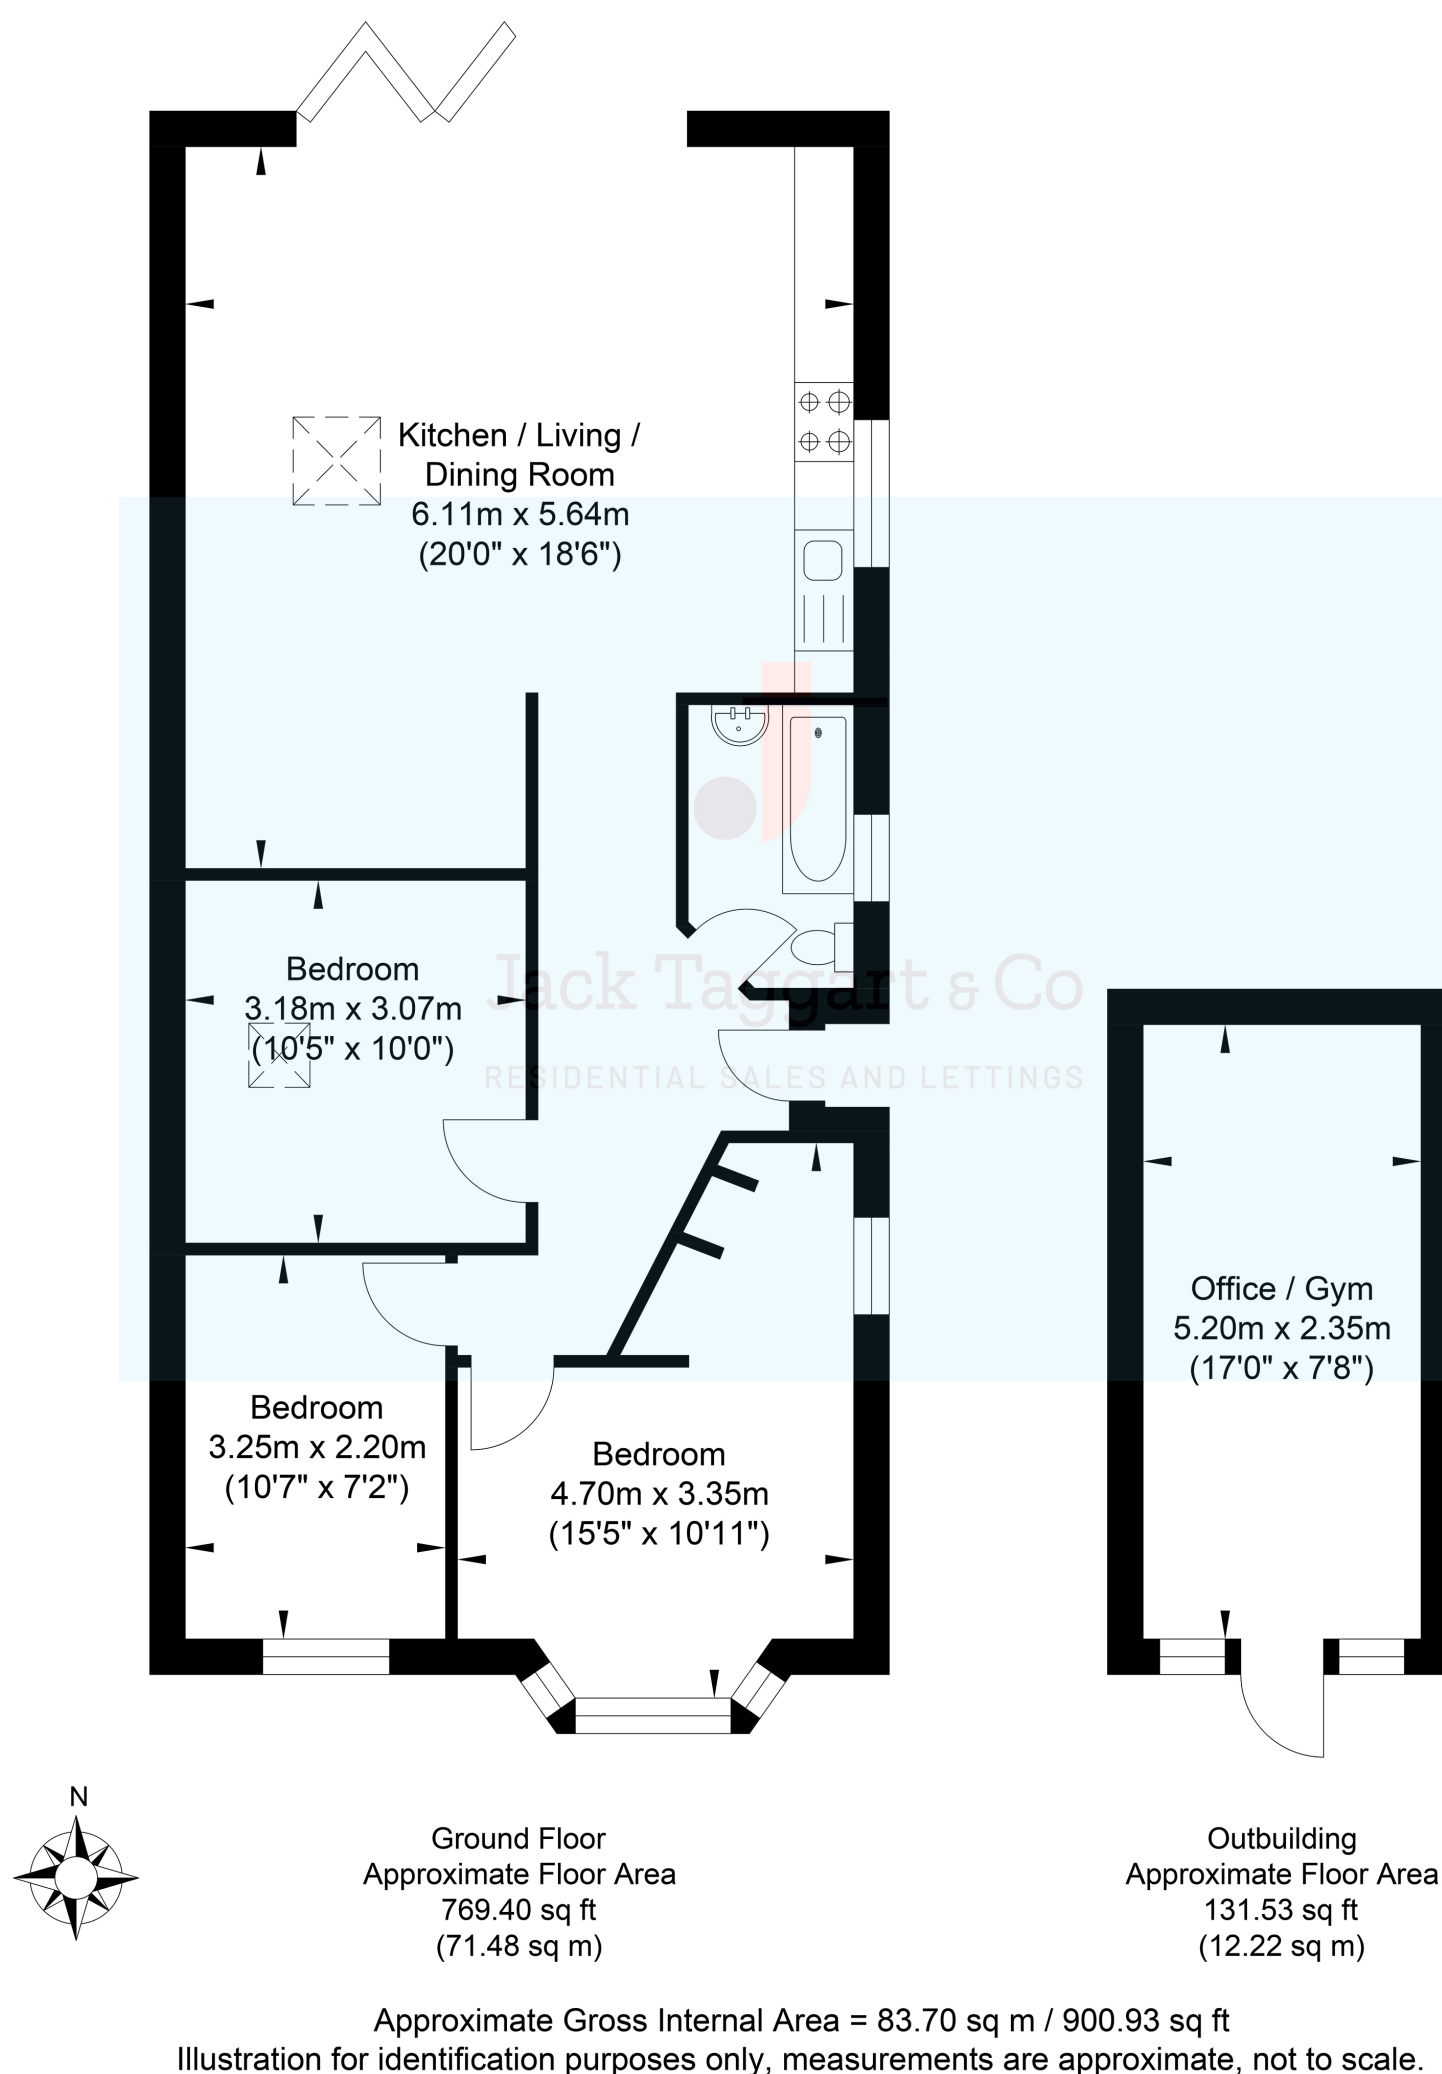 Kitchen / Living /
Dining Room
6.11m x 5.64m
(20'0" x 18'6")
Bedroom
3.18m x 3.07m
(10'5" x 10'0")
Jack Taggart & Co
RESIDENTIAL SALES AND LETTINGS
Office / Gym
5.20m x 2.35m
(17'0" x 7'8")
Bedroom
3.25m x 2.20m
(10'7" x 7'2")
Bedroom
4.70m x 3.35m
(15'5" x 10'11")
N
Ground Floor
Approximate Floor Area
769.40 sq ft
(71.48 sq m)
Outbuilding
Approximate Floor Area
131.53 sq ft
(12.22 sq m)
Approximate Gross Internal Area = 83.70 sq m / 900.93 sq ft
Illustration for identification purposes only, measurements are approximate, not to scale.